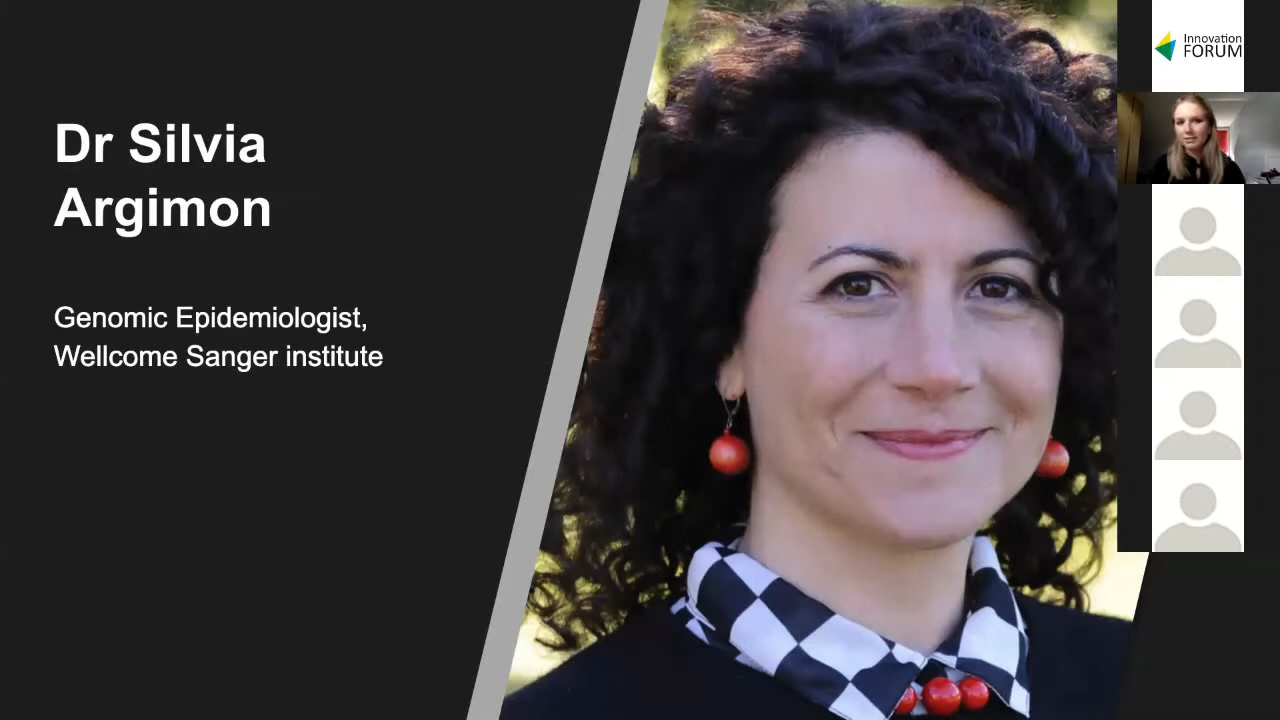 Dr Silvia
Argimon
Genomic Epidemiologist,
Wellcome Sanger institute
Innovation
FORUM